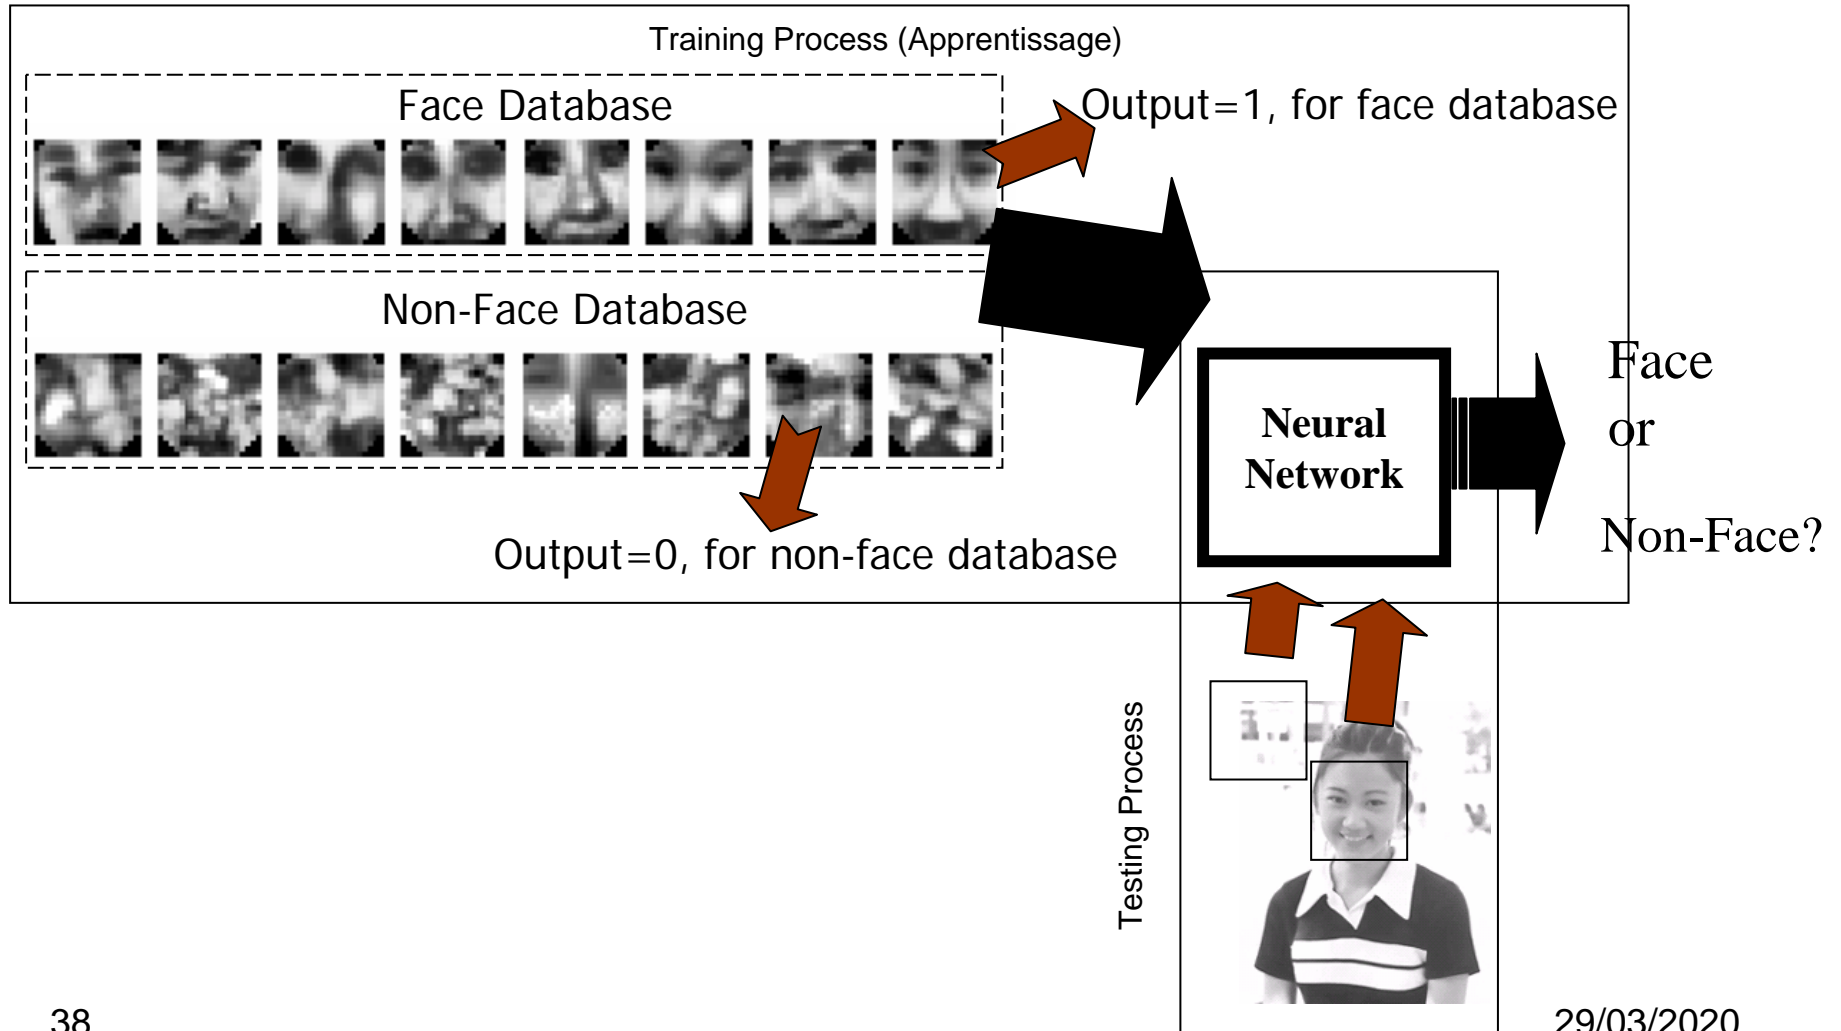 Training Process (Apprentissage)
Face Database
Output=1, for face database
Non-Face Database
Output=0, for non-face database
Neural
Network
Face
or
Non-Face?
Testing Process
38
29/03/2020